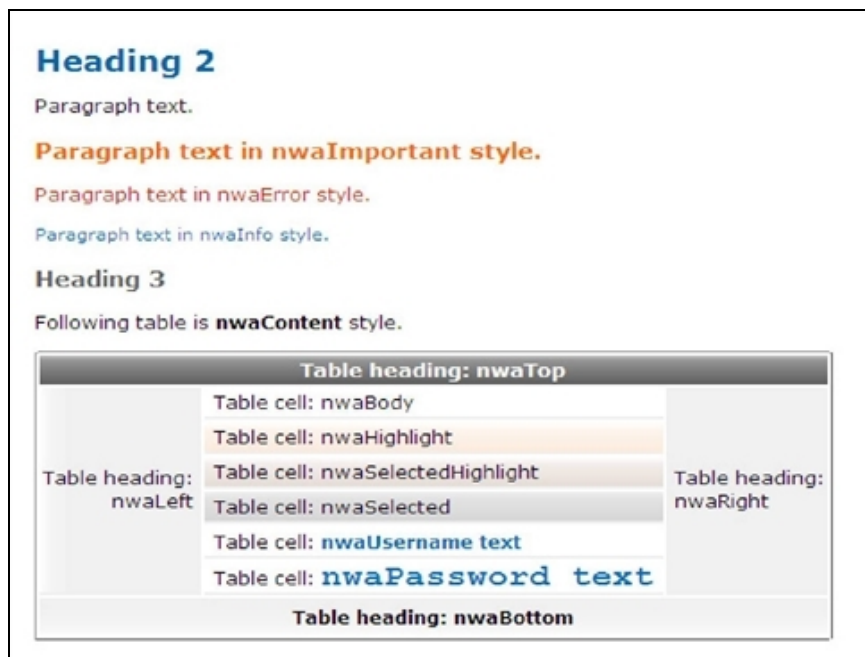 Heading 2
Paragraph text.
Paragraph text in nwaImportant style.
Paragraph text in nwaError style.
Paragraph text in nwaInfo style.
Heading 3
Following table is nwaContent style.
Table heading: nwaTop
Table heading:
nwaLeft
Table cell: nwaBody
Table cell: nwaHighlight
Table cell: nwaSelectedHighlight
Table cell: nwaSelected
Table cell: nwaUsername text
Table cell: nwaPassword text
Table heading:
nwaRight
Table heading: nwaBottom